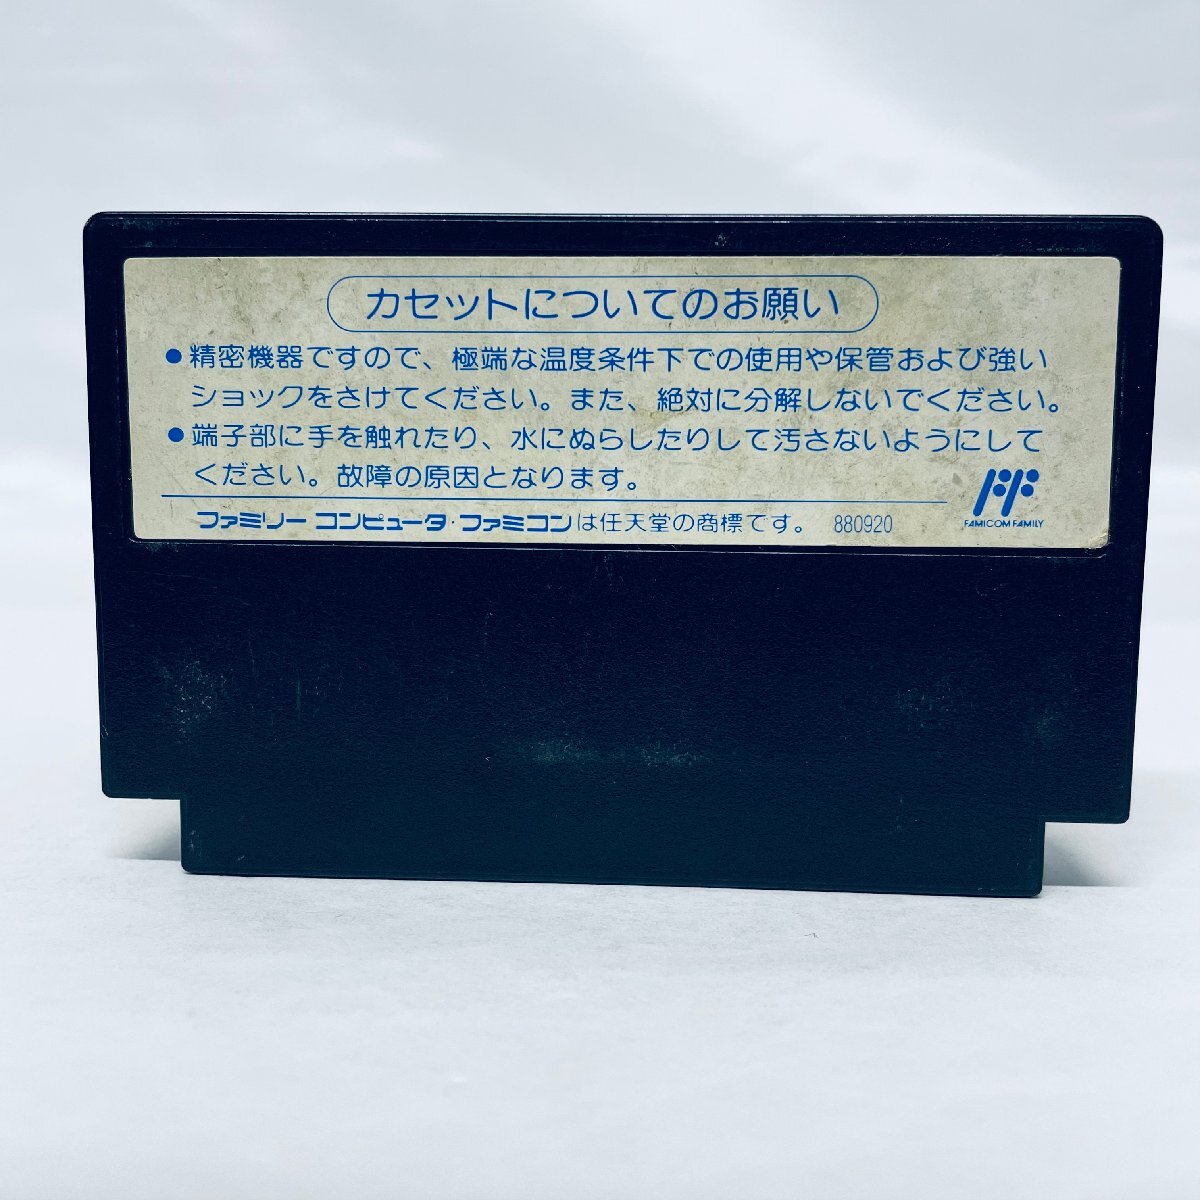 カセットについてのお願い
●精密機器ですので、極端な温度条件下での使用や保管および強い
ショックをさけてください。また、絶対に分解しないでください。
●端子部に手を触れたり、水にぬらしたりして汚さないようにして
ください。故障の原因となります。
ファミリー コンピュータ・ファミコンは任天堂の商標です。 880920
FAMICOM FAMILY